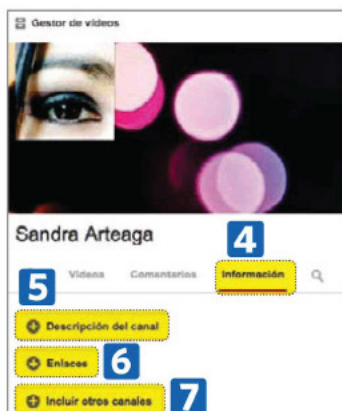 Gestor de vídeos
Sandra Arteaga
4
Vídeos Comentarios Información
5
Descripción del canal
Enlaces 6
Incluir otros canales 7